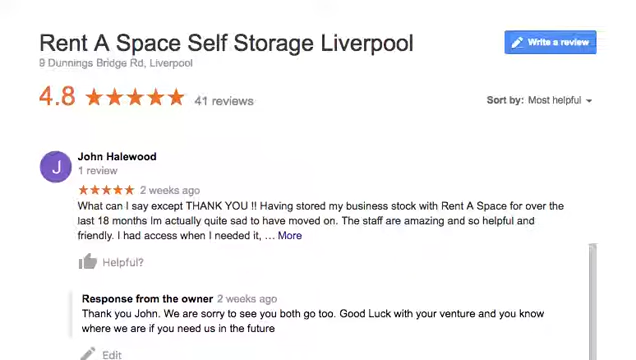 Rent A Space Self Storage Liverpool
Write a review
9 Dunnings Bridge Rd, Liverpool
4.8 41 reviews
Sort by: Most helpful
J
John Halewood
1 review
2 weeks ago
What can I say except THANK YOU !! Having stored my business stock with Rent A Space for over the
last 18 months Im actually quite sad to have moved on. The staff are amazing and so helpful and
friendly. I had access when I needed it, ... More
Helpful?
Response from the owner 2 weeks ago
Thank you John. We are sorry to see you both go too. Good Luck with your venture and you know
where we are if you need us in the future
Edit